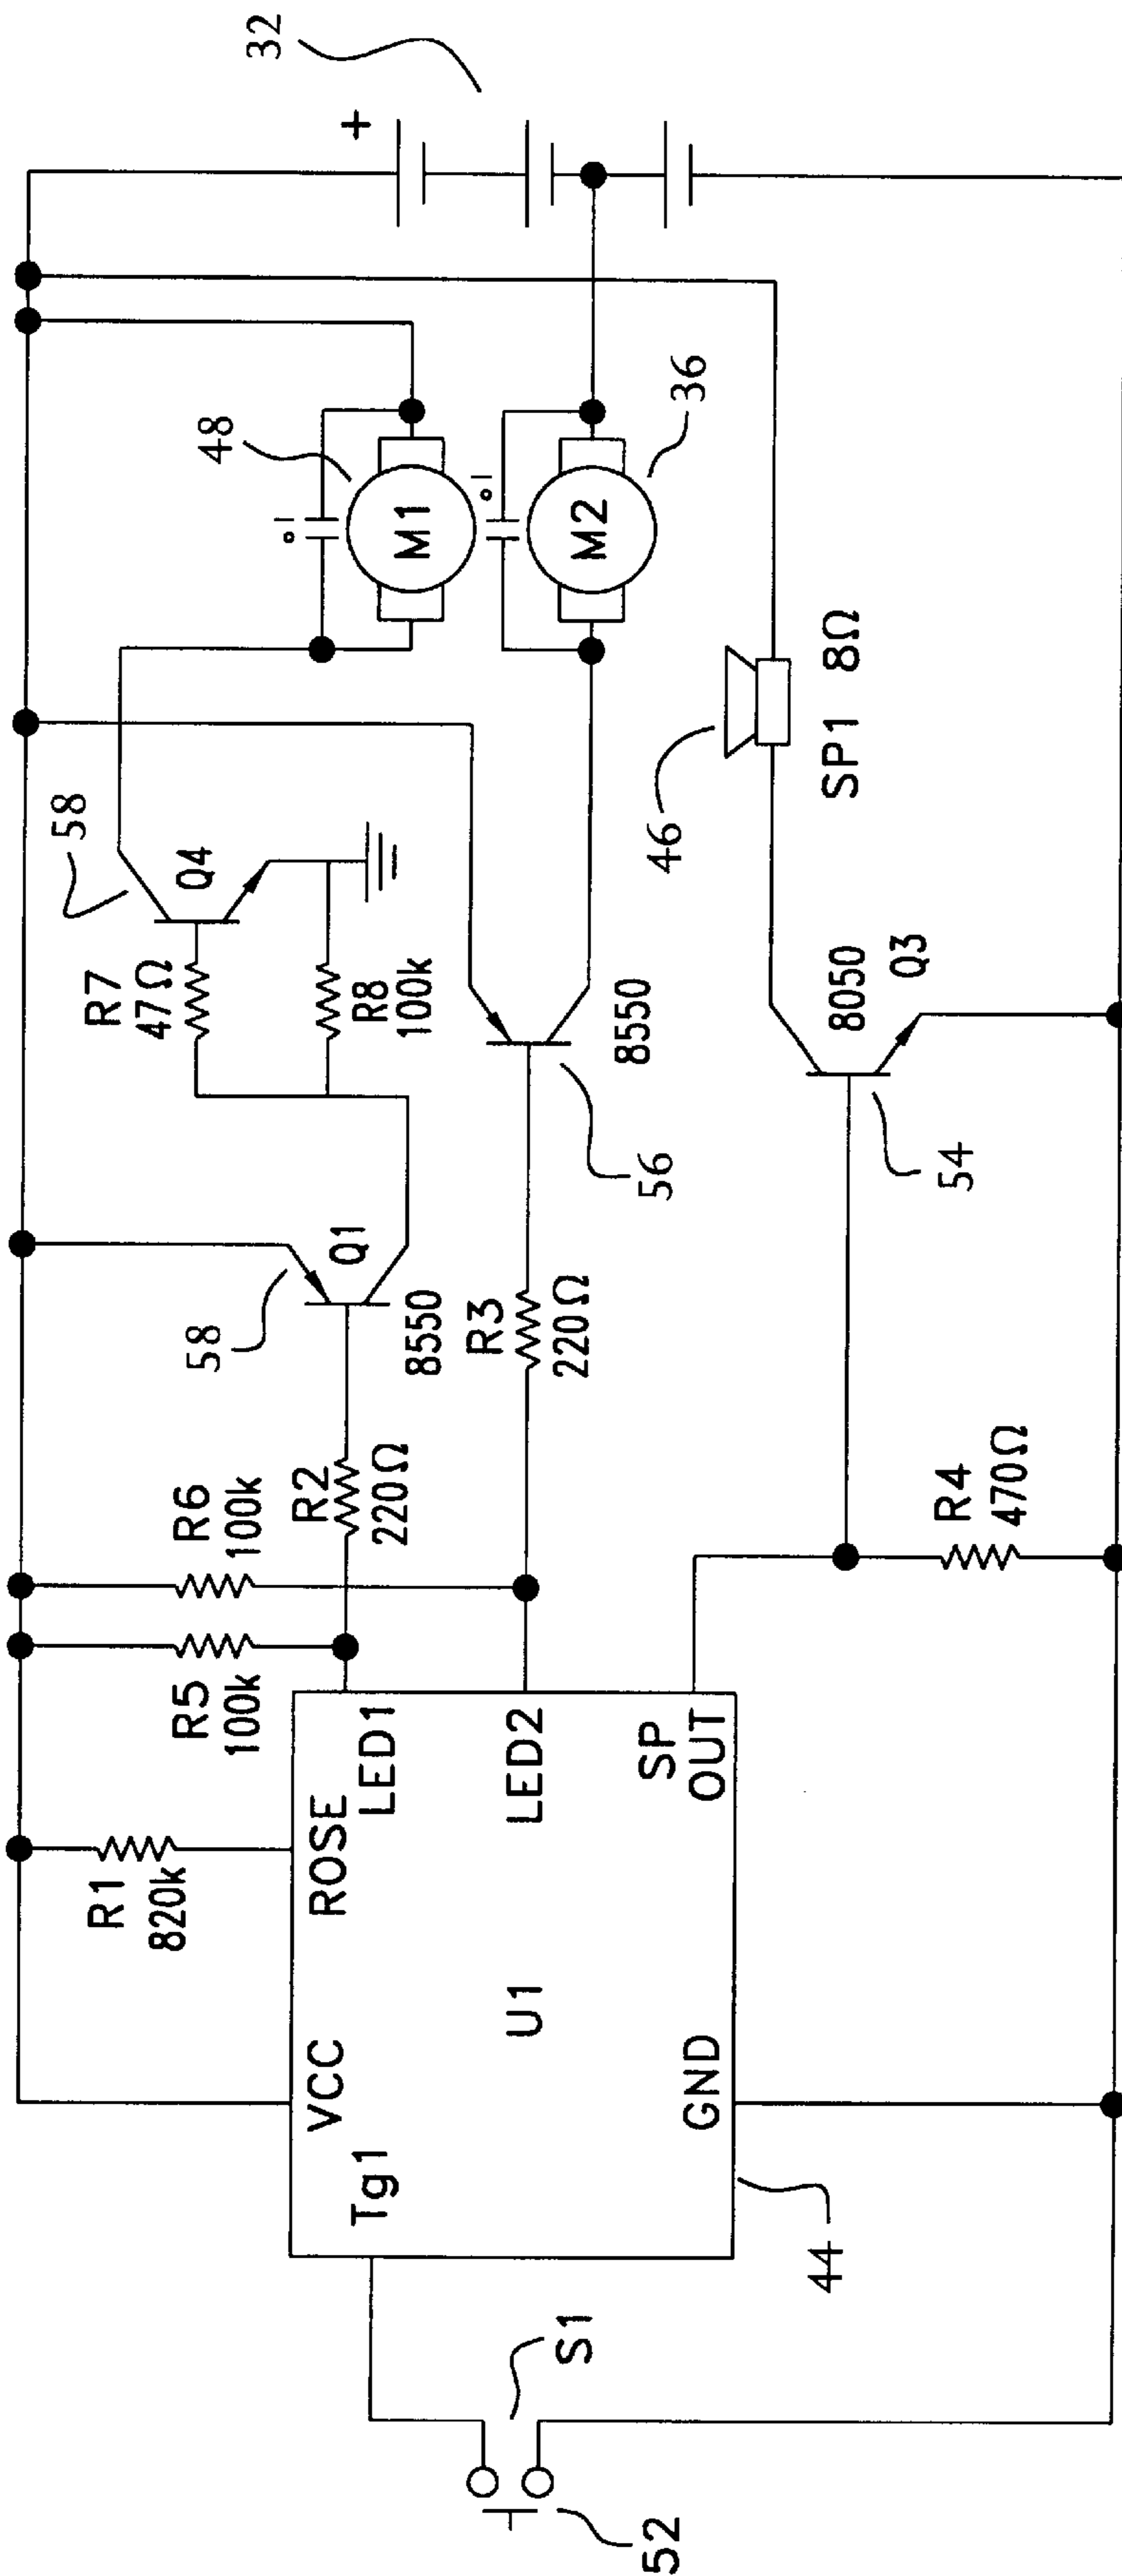 52
S1
44
Tg1
VCC
ROSE
U1
GND
LED1
LED2
SP
OUT
R1
820k
R5
100k
R6
100k
R2
220Ω
R3
220Ω
R4
470Ω
58
Q1
8550
R7
47Ω
R8
100k
58
Q4
56
8550
54
8050
Q3
46
SP1 8Ω
48
.1
M1
.1
M2
36
+
32